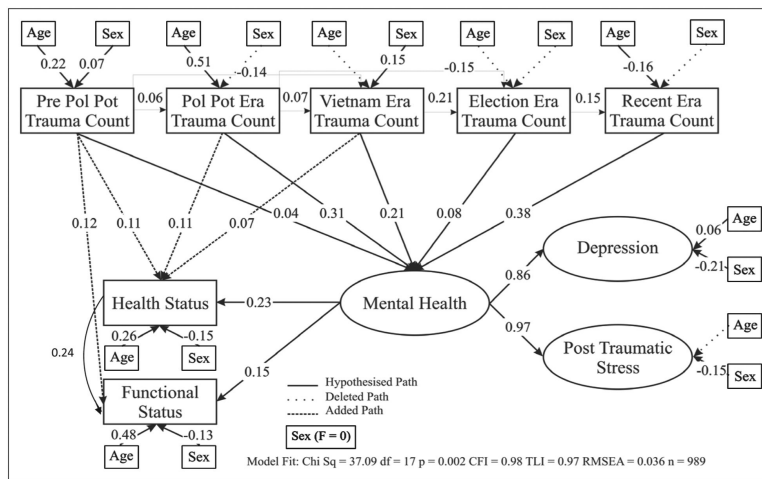 Age
Sex
Age
Sex
Age
Sex
Age
Sex
Age
Sex
0.22
0.07
0.51
-0.14
0.15
-0.15
-0.16
Pre Pol Pot
Trauma Count
0.06
Pol Pot Era
Trauma Count
0.07
Vietnam Era
Trauma Count
0.21
Election Era
Trauma Count
0.15
Recent Era
Trauma Count
0.12
0.11
0.11
0.07
0.04
0.31
0.21
0.08
0.38
Depression
0.06
Age
-0.21
Sex
0.86
Health Status
0.23
Mental Health
0.97
0.26
-0.15
Age
Sex
Post Traumatic
Stress
Age
-0.15
Sex
0.24
0.15
Functional
Status
0.48
-0.13
Age
Sex
Hypothesised Path
Deleted Path
Added Path
Sex (F = 0)
Model Fit: Chi Sq = 37.09 df = 17 p = 0.002 CFI = 0.98 TLI = 0.97 RMSEA = 0.036 n = 989